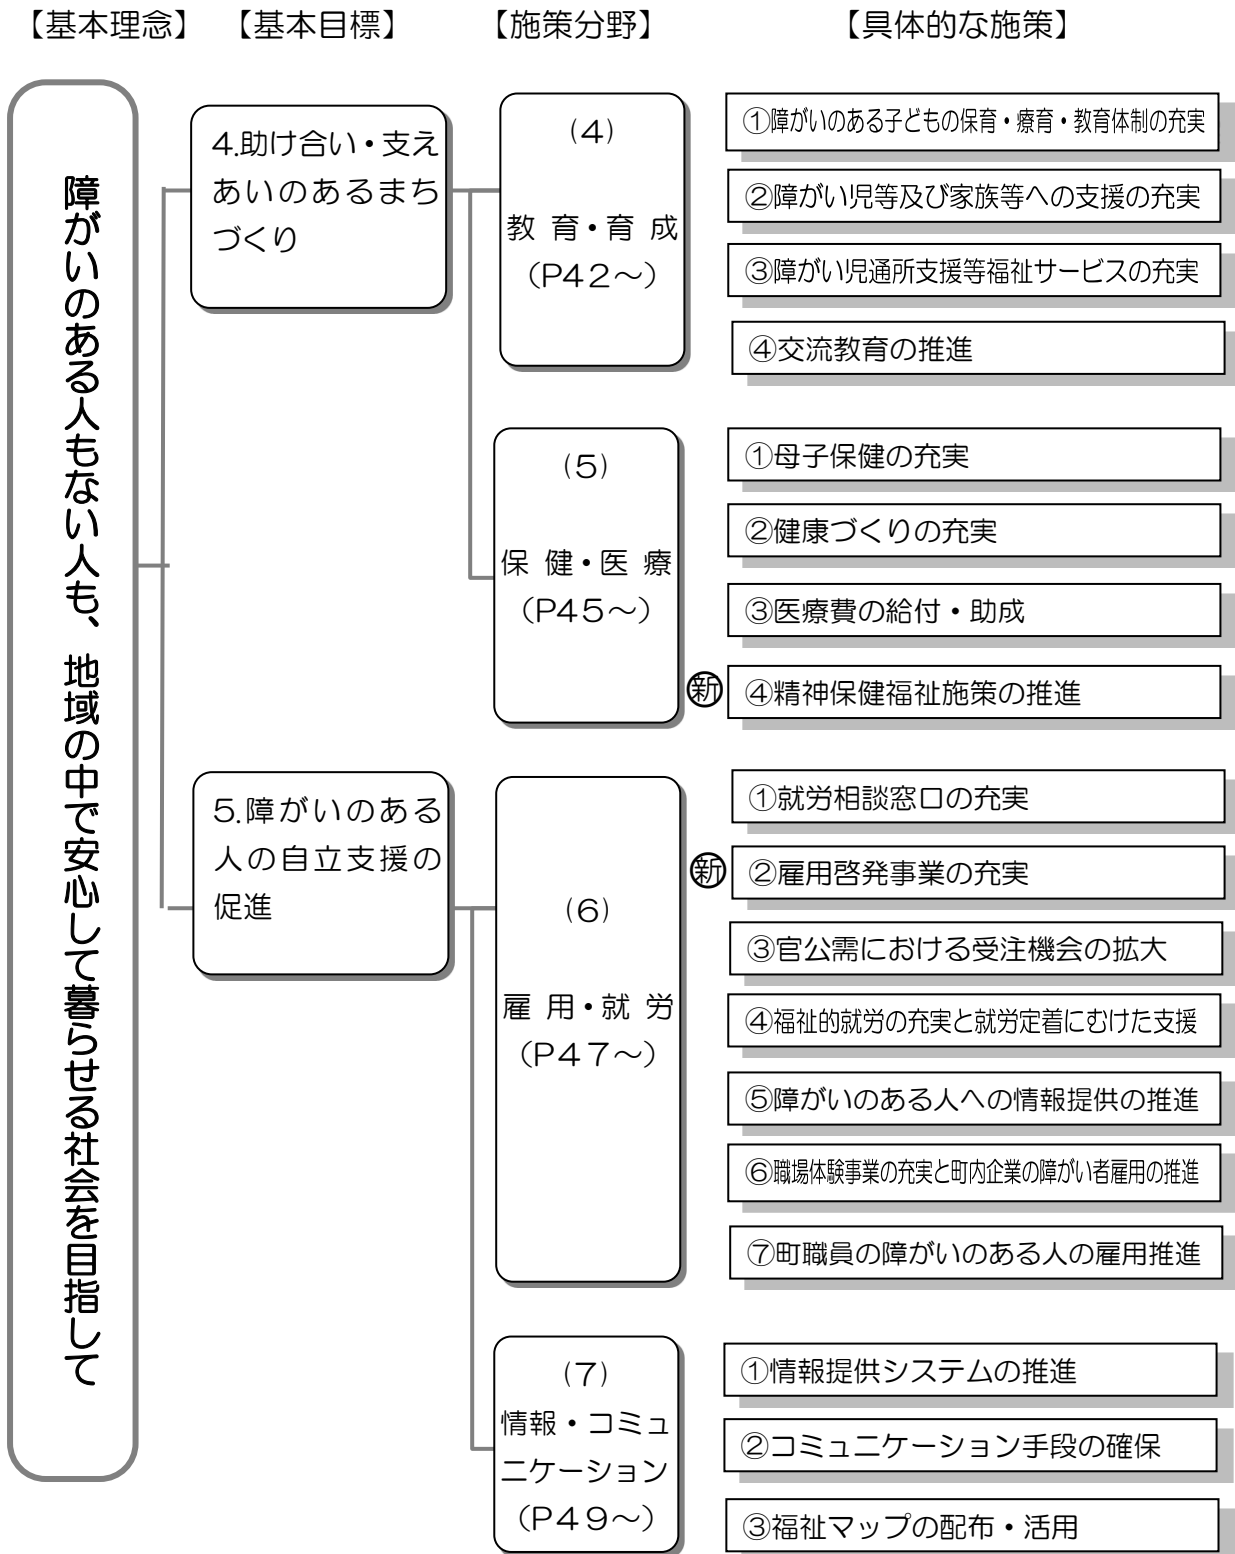 【基本理念】 【基本目標】 【施策分野】 【具体的な施策】
障がいのある人もない人も、地域の中で安心して暮らせる社会を目指して
4.助け合い・支え
あいのあるまち
づくり
(4)
教育・育成
(P42～)
①障がいのある子どもの保育・療育・教育体制の充実
②障がい児等及び家族等への支援の充実
③障がい児通所支援等福祉サービスの充実
④交流教育の推進
(5)
保健・医療
(P45～)
①母子保健の充実
②健康づくりの充実
③医療費の給付・助成
新 ④精神保健福祉施策の推進
5.障がいのある
人の自立支援の
促進
(6)
雇用・就労
(P47～)
①就労相談窓口の充実
新 ②雇用啓発事業の充実
③官公需における受注機会の拡大
④福祉的就労の充実と就労定着にむけた支援
⑤障がいのある人への情報提供の推進
⑥職場体験事業の充実と町内企業の障がい者雇用の推進
⑦町職員の障がいのある人の雇用推進
(7)
情報・コミュ
ニケーション
(P49～)
①情報提供システムの推進
②コミュニケーション手段の確保
③福祉マップの配布・活用